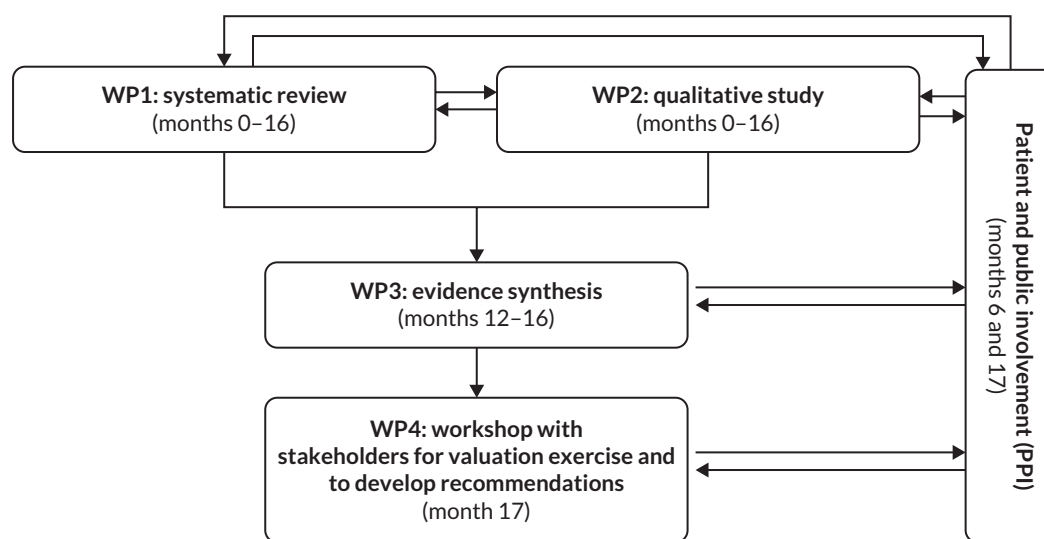 WP1: systematic review
(months 0–16)
WP2: qualitative study
(months 0–16)
WP3: evidence synthesis
(months 12–16)
WP4: workshop with
stakeholders for valuation exercise and
to develop recommendations
(month 17)
Patient and public involvement (PPI)
(months 6 and 17)